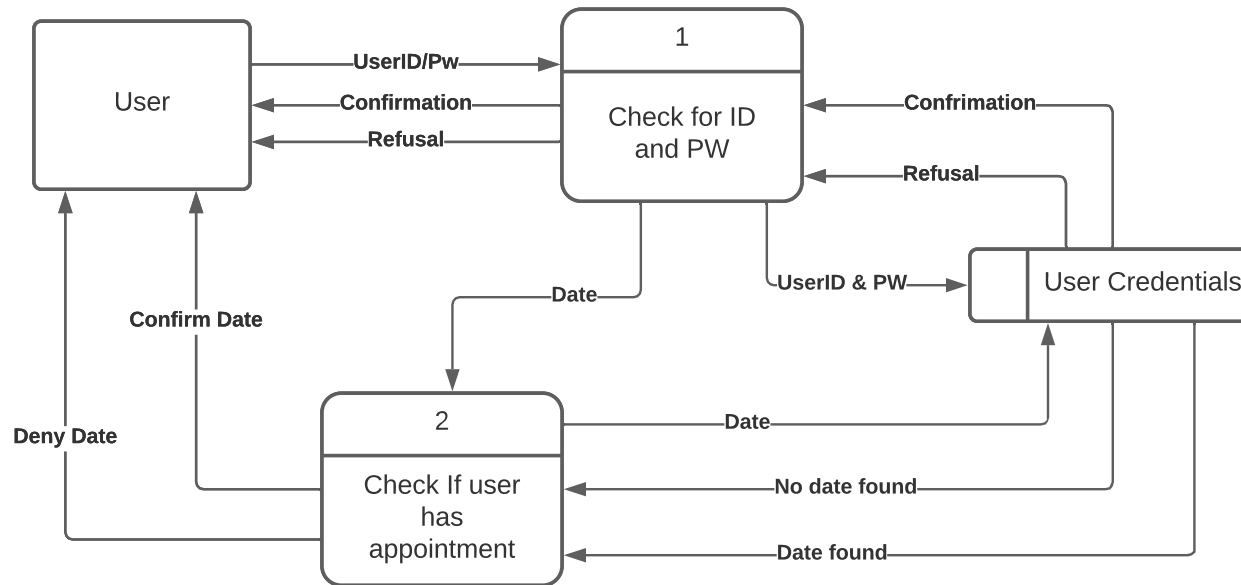 1
UserID/Pw
User
Confirmation
Confrimation
Check for ID
and PW
Refusal
Refusal
User Credentials
UserID & PW
Date
Confirm Date
2
Date
Deny Date
Check If user
has
appointment
No date found
Date found